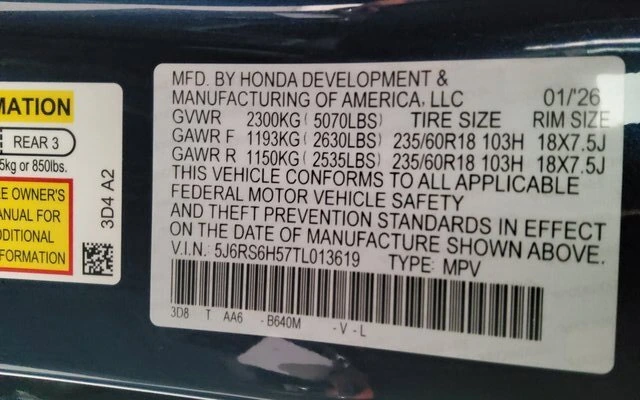 MATION
REAR 3
5kg or 850lbs.
E OWNER'S
ANUAL FOR
DDITIONAL
FORMATION
3D4 A2
MFD. BY HONDA DEVELOPMENT &
MANUFACTURING OF AMERICA, LLC 01/'26
GVWR 2300KG ( 5070LBS) TIRE SIZE RIM SIZE
GAWR F 1193KG ( 2630LBS) 235/60R18 103H 18X7.5J
GAWR R 1150KG ( 2535LBS) 235/60R18 103H 18X7.5J
THIS VEHICLE CONFORMS TO ALL APPLICABLE
FEDERAL MOTOR VEHICLE SAFETY
AND THEFT PREVENTION STANDARDS IN EFFECT
ON THE DATE OF MANUFACTURE SHOWN ABOVE.
V.I.N.: 5J6RS6H57TL013619 TYPE: MPV
3D8 T AA6 - B640M - V - L